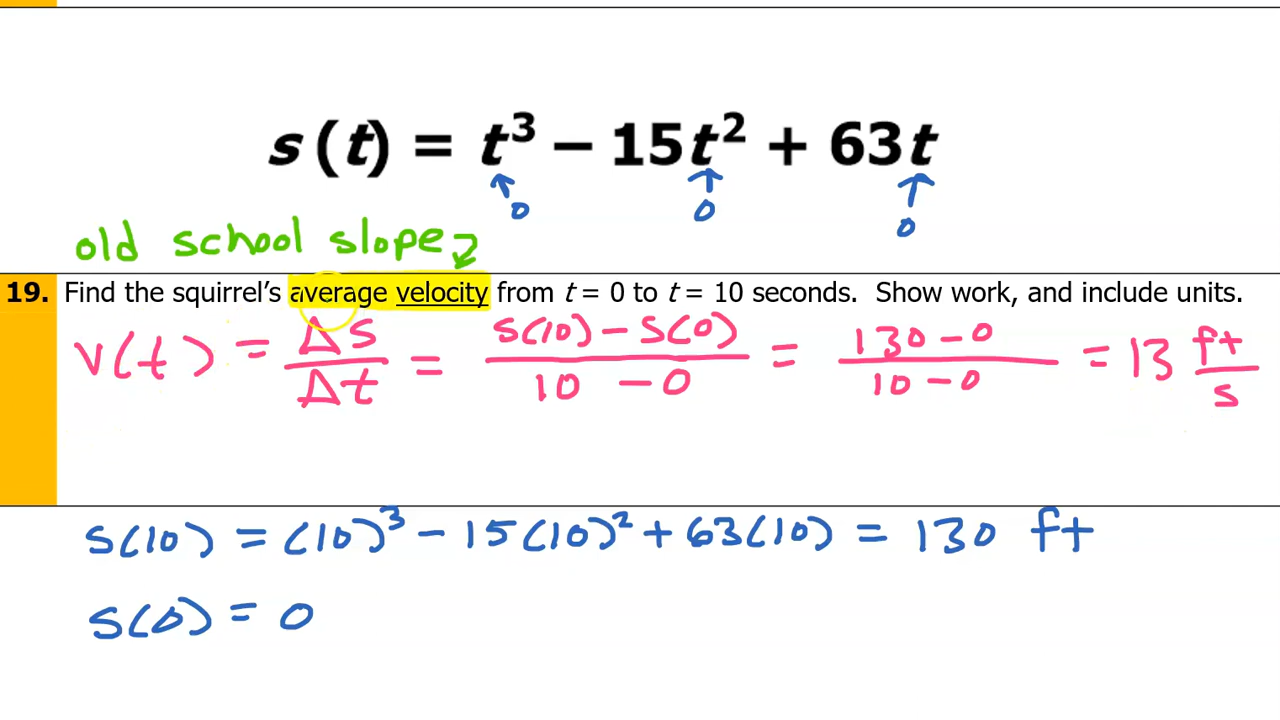 s(t) = t³ − 15t² + 63t
0 0 0
old school slope
19. Find the squirrel's average velocity from t = 0 to t = 10 seconds. Show work, and include units.
v(t) = Δs/Δt = (s(10) − s(0))/(10 − 0) = (130 − 0)/(10 − 0) = 13 ft/s
s(10) = (10)³ − 15(10)² + 63(10) = 130 ft
s(0) = 0